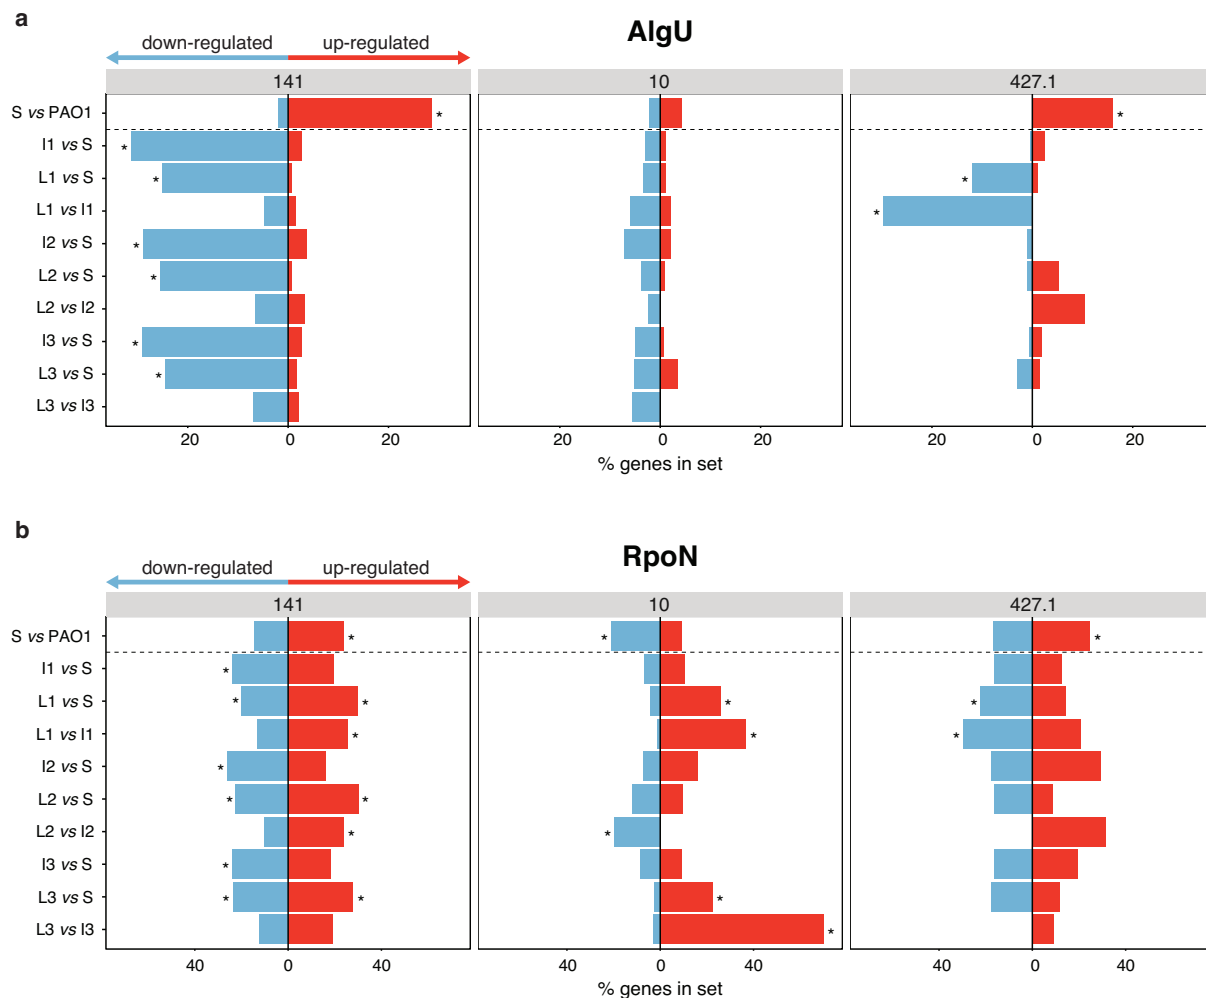 a
AlgU
down-regulated up-regulated
141 10 427.1
S vs PAO1 *
*
I1 vs S *
L1 vs S * *
L1 vs I1 *
I2 vs S *
L2 vs S *
L2 vs I2
I3 vs S *
L3 vs S *
L3 vs I3
20 0 20 20 0 20 20 0 20
% genes in set
b
RpoN
down-regulated up-regulated
141 10 427.1
S vs PAO1 * * *
I1 vs S *
L1 vs S * * * *
L1 vs I1 * * *
I2 vs S *
L2 vs S * *
L2 vs I2 * *
I3 vs S *
L3 vs S * * *
L3 vs I3 *
40 0 40 40 0 40 40 0 40
% genes in set